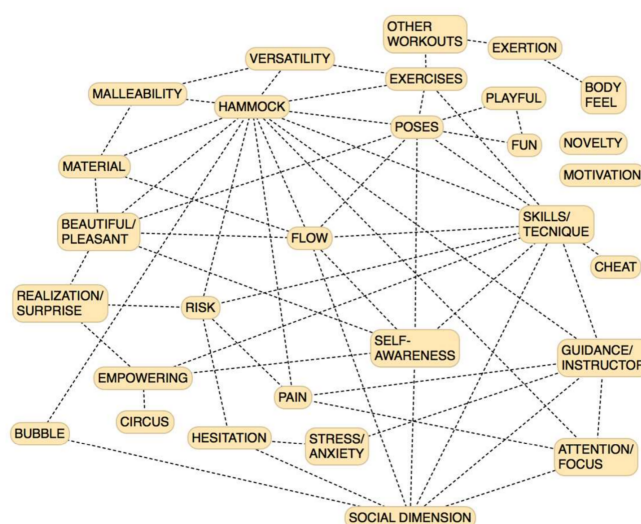 OTHER
WORKOUTS
EXERTION
VERSATILITY
EXERCISES
BODY
FEEL
MALLEABILITY
HAMMOCK
PLAYFUL
POSES
FUN
NOVELTY
MATERIAL
MOTIVATION
BEAUTIFUL/
PLEASANT
FLOW
SKILLS/
TECNIQUE
CHEAT
REALIZATION/
SURPRISE
RISK
SELF-
AWARENESS
GUIDANCE/
INSTRUCTOR
EMPOWERING
PAIN
CIRCUS
BUBBLE
HESITATION
STRESS/
ANXIETY
ATTENTION/
FOCUS
SOCIAL DIMENSION